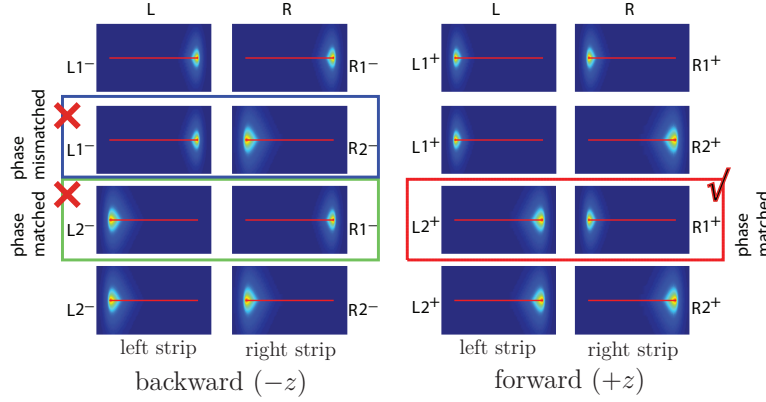 L R L R
L1⁻ R1⁻ L1⁺ R1⁺
phase mismatched
L1⁻ R2⁻ L1⁺ R2⁺
phase matched
L2⁻ R1⁻ L2⁺ R1⁺
phase matched
L2⁻ R2⁻ L2⁺ R2⁺
left strip right strip left strip right strip
backward (−z) forward (+z)